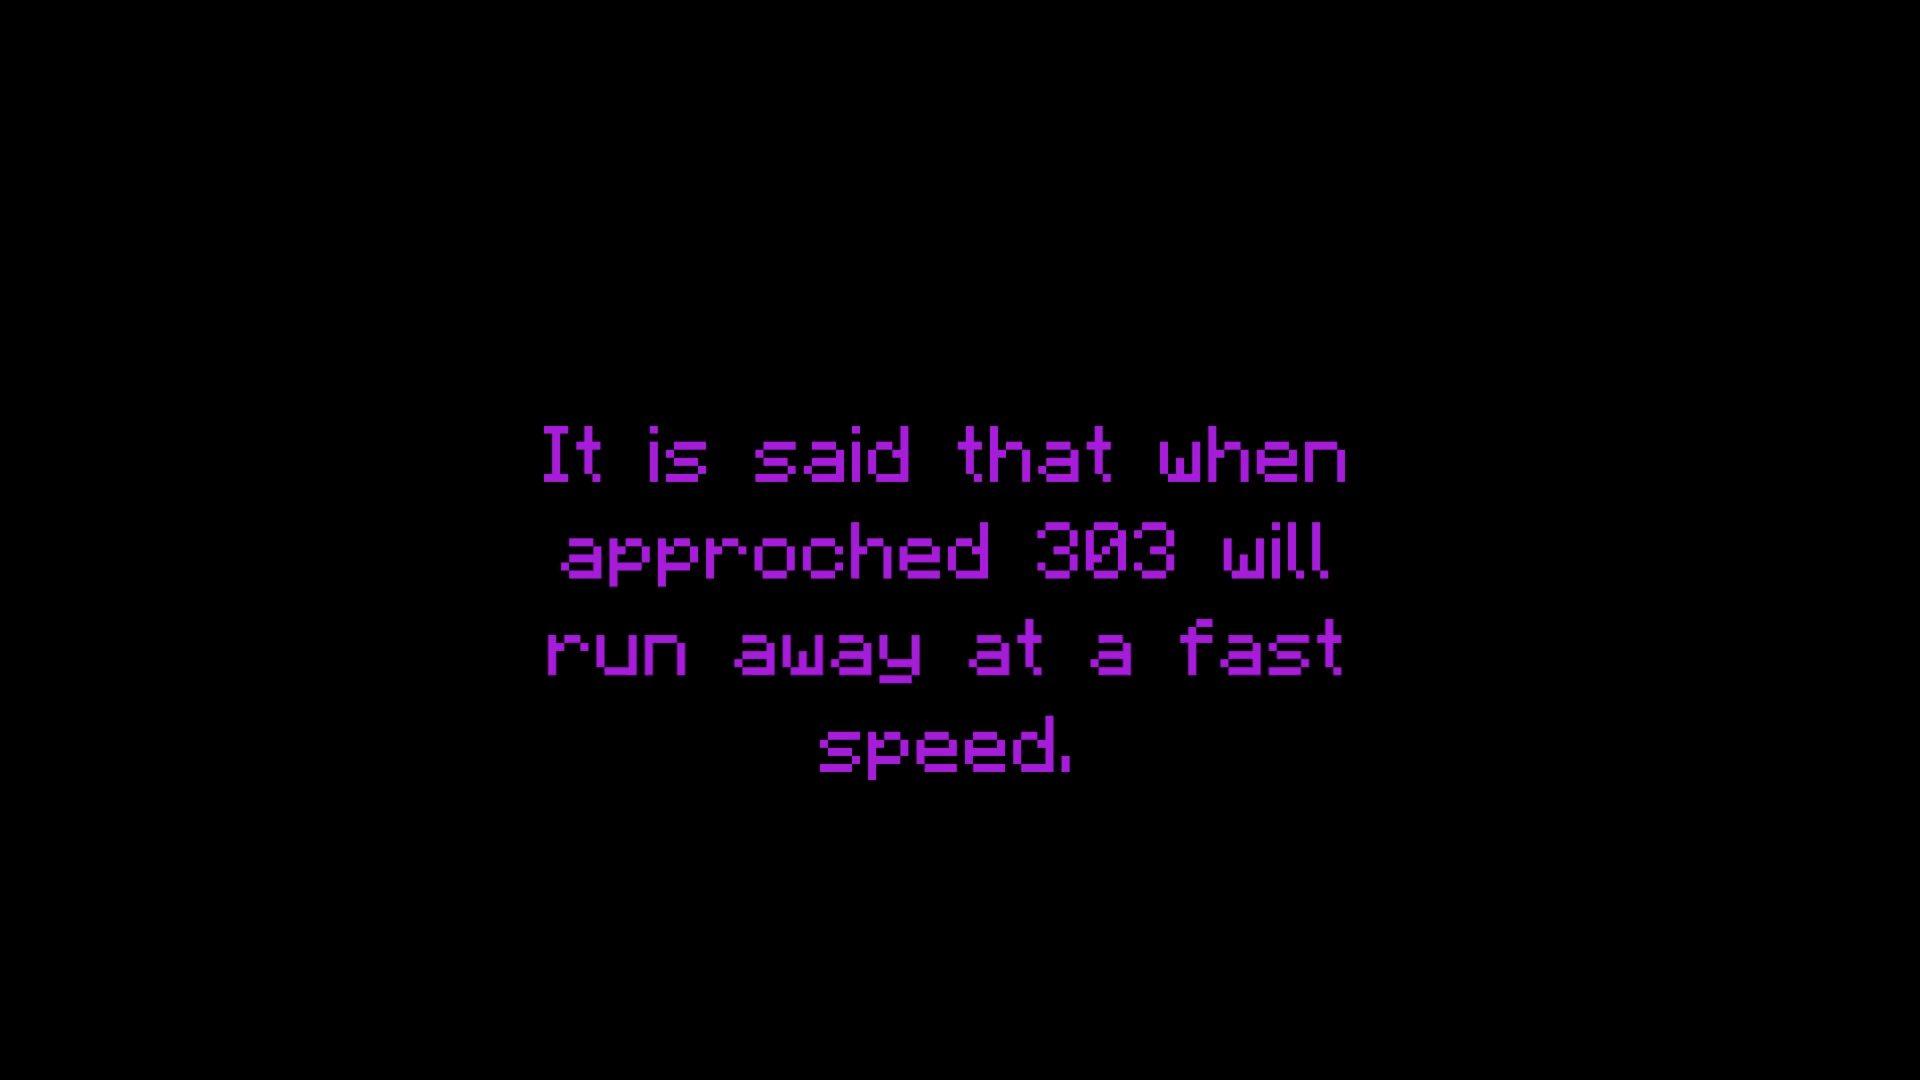 It is said that when
approched 303 will
run away at a fast
speed.